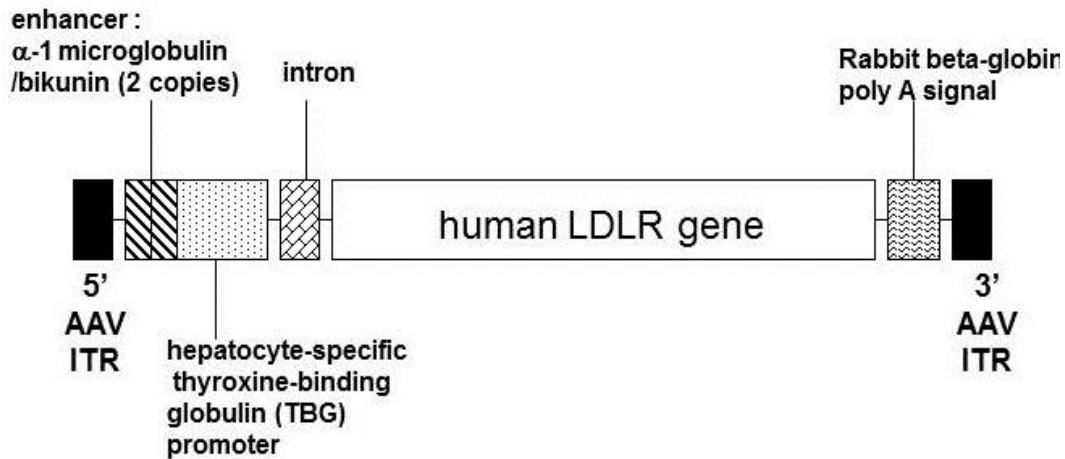 enhancer :
α-1 microglobulin
/bikunin (2 copies)
intron
Rabbit beta-globin
poly A signal
human LDLR gene
5’
AAV
ITR
3’
AAV
ITR
hepatocyte-specific
thyroxine-binding
globulin (TBG)
promoter